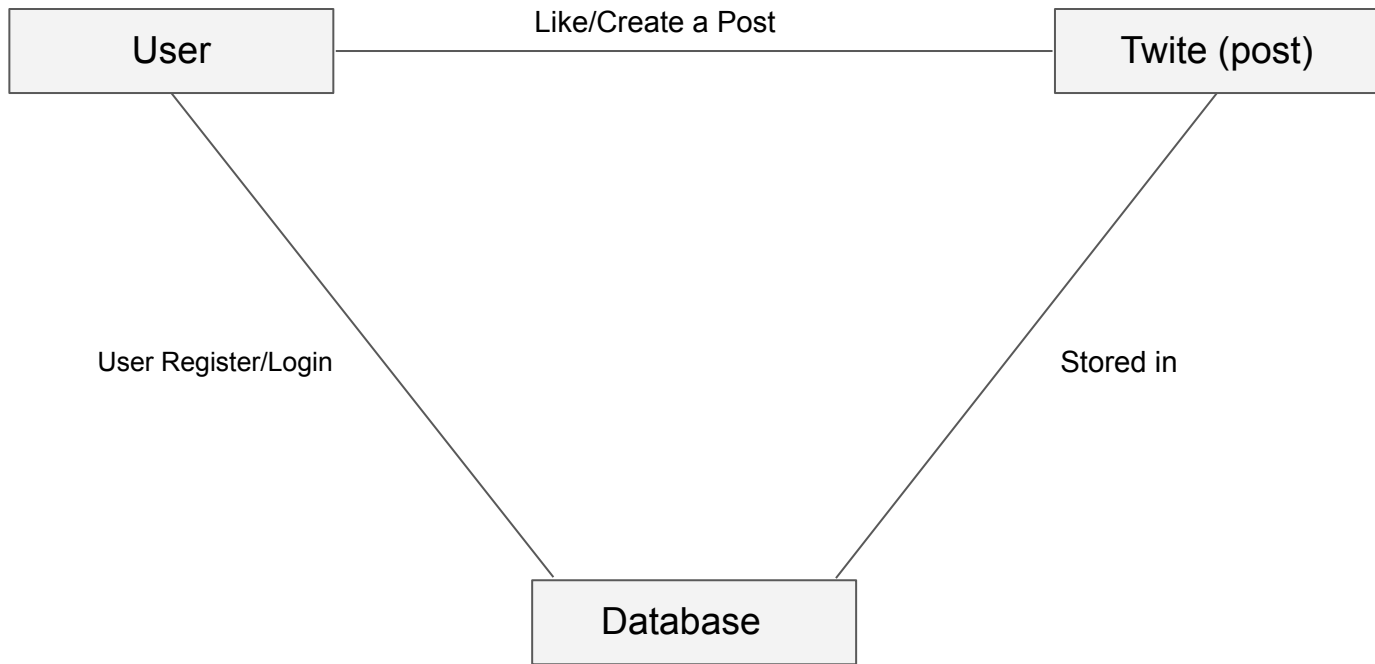 Like/Create a Post
User
Twite (post)
User Register/Login
Stored in
Database